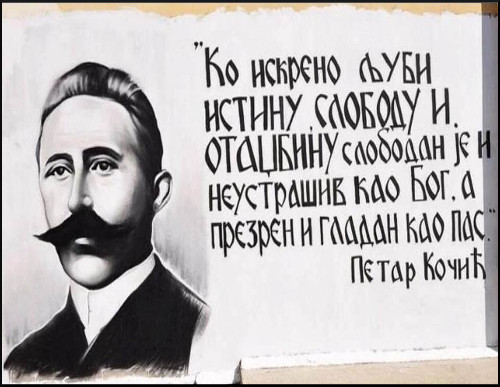 "Ко искрено љуби
истину, слободу и
отаџбину слободан је и
неустрашив као Бог, а
презрен и гладан као пас."
Петар Кочић